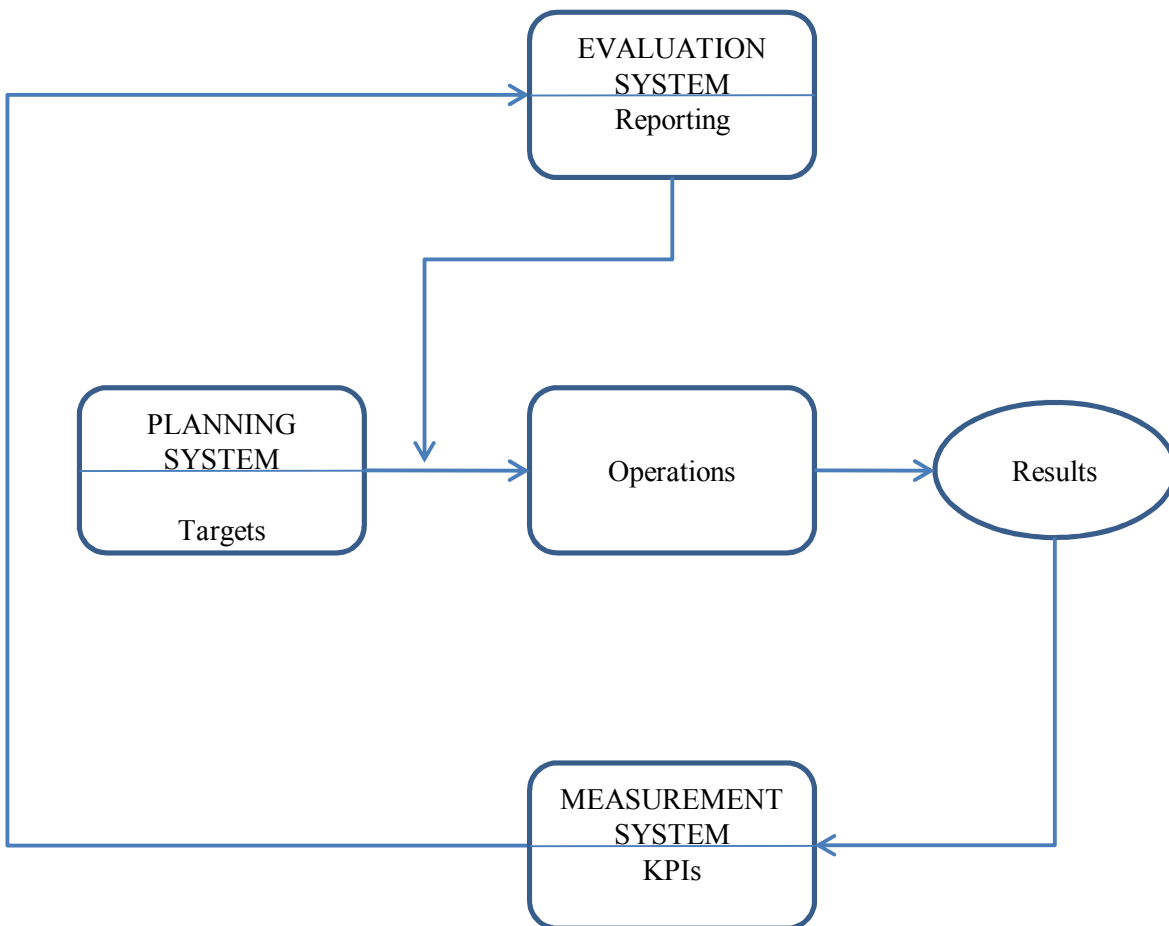 EVALUATION
SYSTEM
Reporting
PLANNING
SYSTEM
Targets
Operations
Results
MEASUREMENT
SYSTEM
KPIs